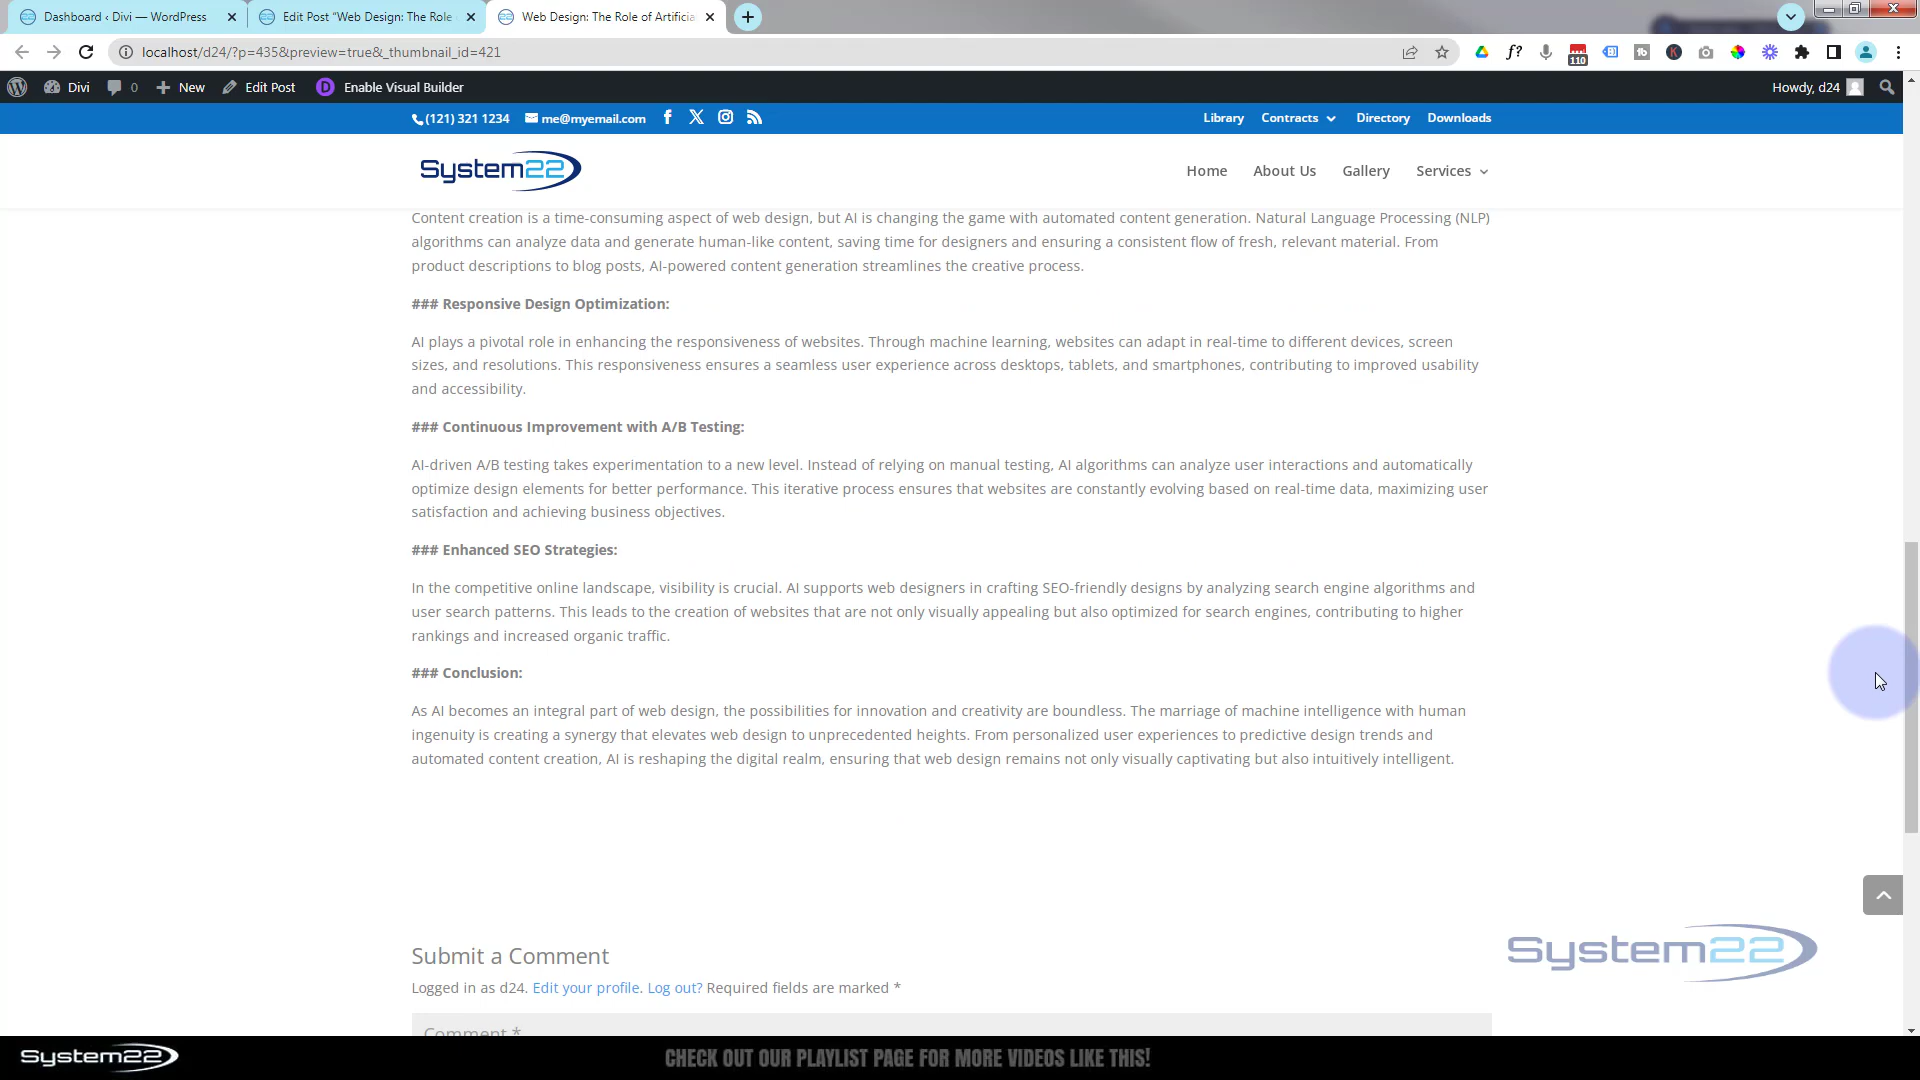 Dashboard ‹ Divi — WordPress
Edit Post “Web Design: The Role
Web Design: The Role of Artificia
localhost/d24/?p=435&preview=true&_thumbnail_id=421
f?
110
fb
K
Divi
0
New
Edit Post
D
Enable Visual Builder
Howdy, d24
(121) 321 1234
me@myemail.com
Library
Contracts
Directory
Downloads
System22
Home
About Us
Gallery
Services
Content creation is a time-consuming aspect of web design, but AI is changing the game with automated content generation. Natural Language Processing (NLP)
algorithms can analyze data and generate human-like content, saving time for designers and ensuring a consistent flow of fresh, relevant material. From
product descriptions to blog posts, AI-powered content generation streamlines the creative process.
### Responsive Design Optimization:
AI plays a pivotal role in enhancing the responsiveness of websites. Through machine learning, websites can adapt in real-time to different devices, screen
sizes, and resolutions. This responsiveness ensures a seamless user experience across desktops, tablets, and smartphones, contributing to improved usability
and accessibility.
### Continuous Improvement with A/B Testing:
AI-driven A/B testing takes experimentation to a new level. Instead of relying on manual testing, AI algorithms can analyze user interactions and automatically
optimize design elements for better performance. This iterative process ensures that websites are constantly evolving based on real-time data, maximizing user
satisfaction and achieving business objectives.
### Enhanced SEO Strategies:
In the competitive online landscape, visibility is crucial. AI supports web designers in crafting SEO-friendly designs by analyzing search engine algorithms and
user search patterns. This leads to the creation of websites that are not only visually appealing but also optimized for search engines, contributing to higher
rankings and increased organic traffic.
### Conclusion:
As AI becomes an integral part of web design, the possibilities for innovation and creativity are boundless. The marriage of machine intelligence with human
ingenuity is creating a synergy that elevates web design to unprecedented heights. From personalized user experiences to predictive design trends and
automated content creation, AI is reshaping the digital realm, ensuring that web design remains not only visually captivating but also intuitively intelligent.
Submit a Comment
Logged in as d24. Edit your profile. Log out? Required fields are marked *
Comment *
System22
System22
CHECK OUT OUR PLAYLIST PAGE FOR MORE VIDEOS LIKE THIS!